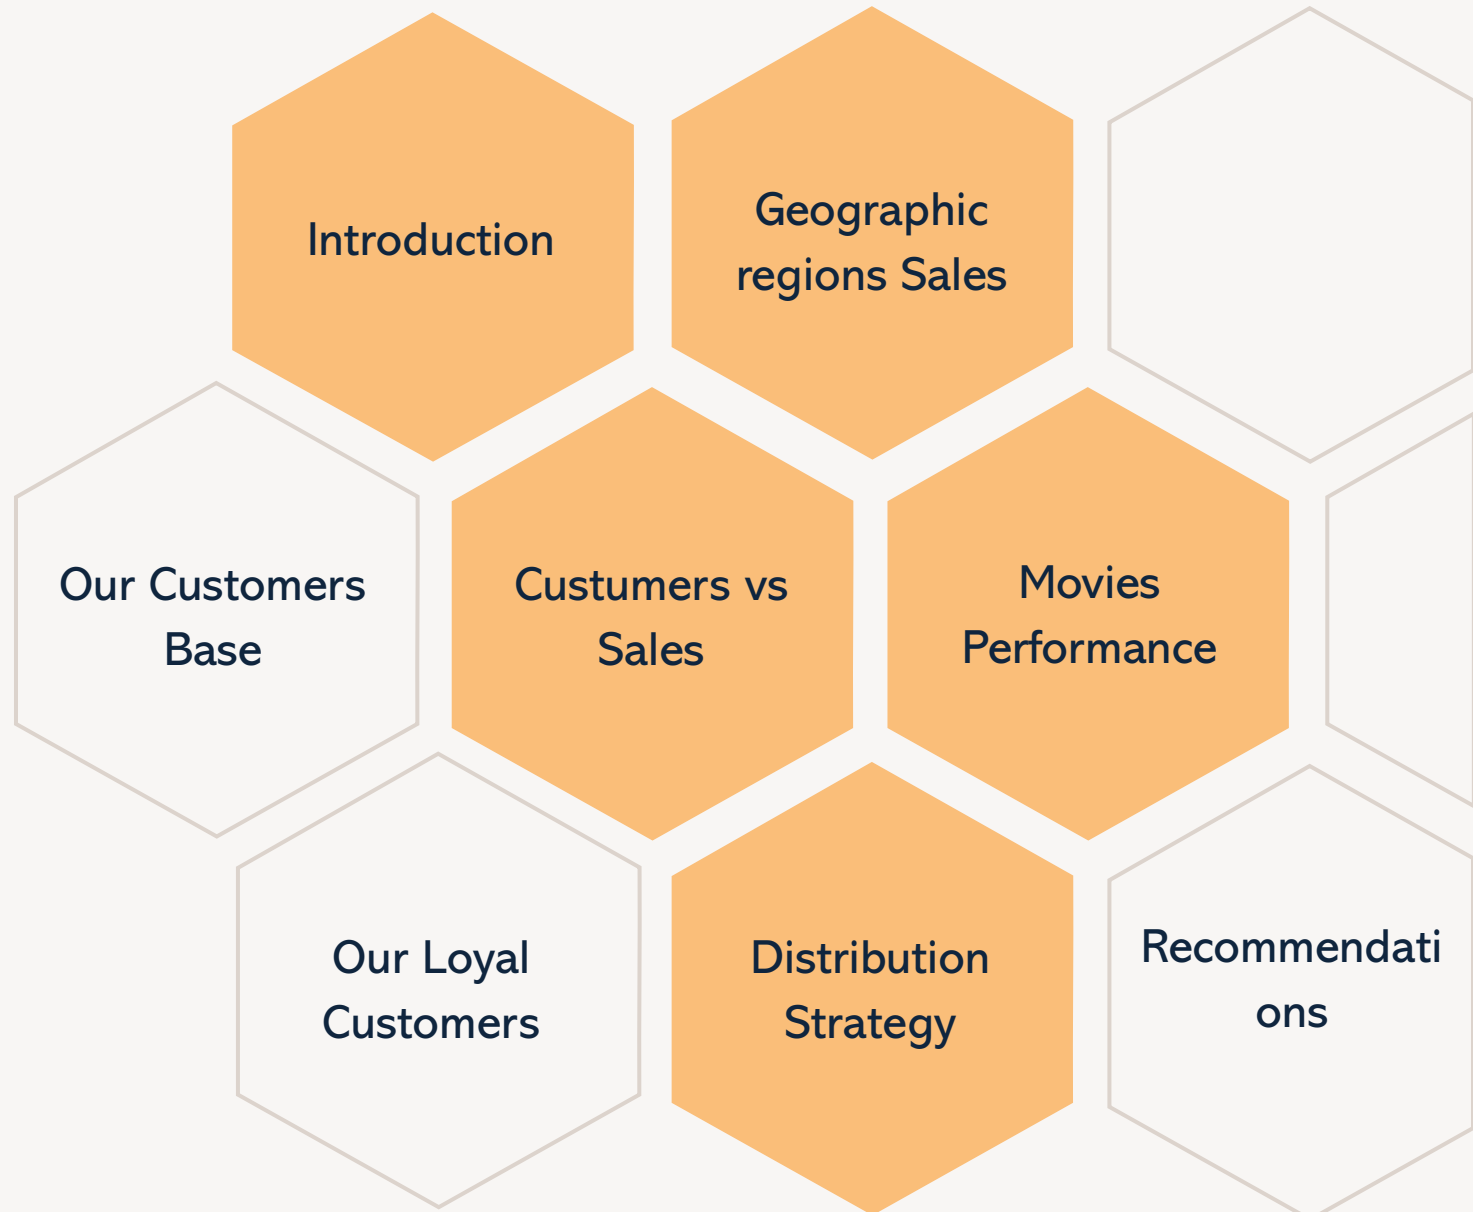 Introduction
Geographic
regions Sales
Our Customers
Base
Custumers vs
Sales
Movies
Performance
Our Loyal
Customers
Distribution
Strategy
Recommendati
ons